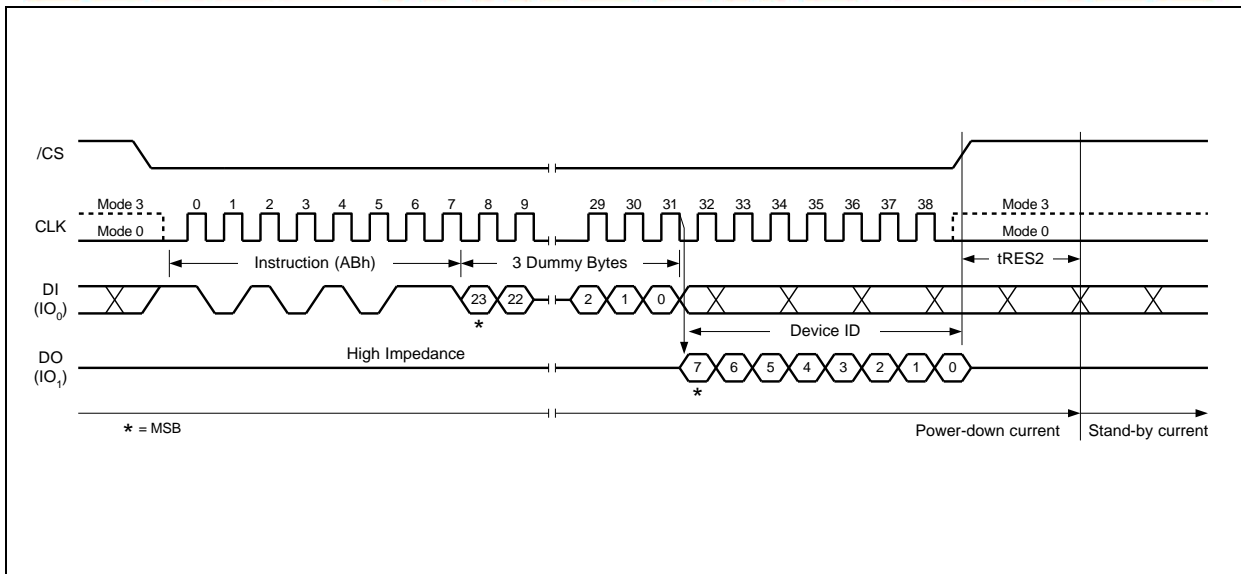 /CS
Mode 3 0 1 2 3 4 5 6 7 8 9 29 30 31 32 33 34 35 36 37 38 Mode 3
CLK
Mode 0 Mode 0
Instruction (ABh) 3 Dummy Bytes tRES2
DI
(IO0)
23 22 2 1 0
*
Device ID
High Impedance
DO
(IO1)
7 6 5 4 3 2 1 0
*
* = MSB
Power-down current Stand-by current